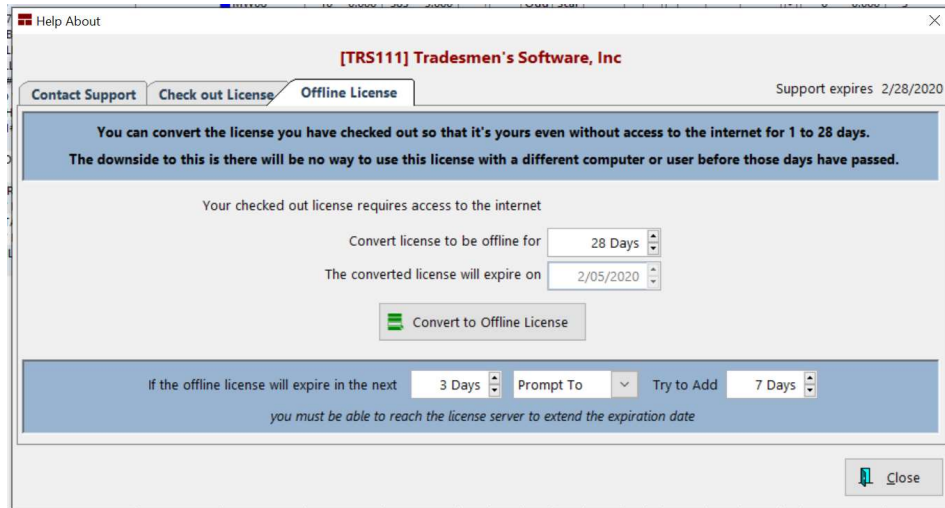 Help About
[TRS111] Tradesmen's Software, Inc
Contact Support
Check out License
Offline License
Support expires 2/28/2020
You can convert the license you have checked out so that it's yours even without access to the internet for 1 to 28 days.
The downside to this is there will be no way to use this license with a different computer or user before those days have passed.
Your checked out license requires access to the internet
Convert license to be offline for 28 Days
The converted license will expire on 2/05/2020
Convert to Offline License
If the offline license will expire in the next 3 Days Prompt To Try to Add 7 Days
you must be able to reach the license server to extend the expiration date
Close